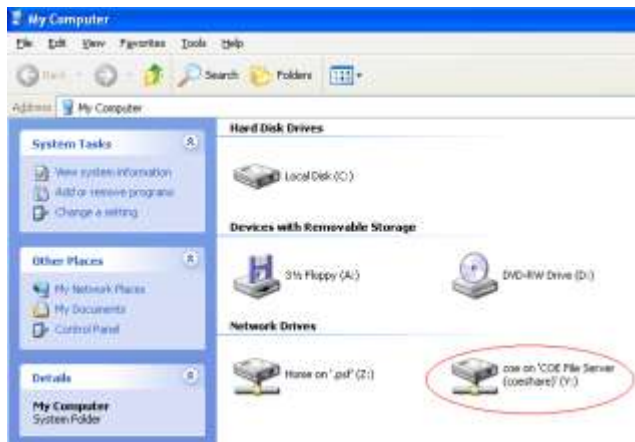 My Computer
File Edit View Favorites Tools Help
Back Search Folders
Address My Computer
System Tasks
View system information
Add or remove programs
Change a setting
Other Places
My Network Places
My Documents
Control Panel
Details
My Computer
System Folder
Hard Disk Drives
Local Disk (C:)
Devices with Removable Storage
3½ Floppy (A:)
DVD-RW Drive (D:)
Network Drives
Home on '.psf' (Z:)
coe on 'COE File Server
(coeshare)' (Y:)